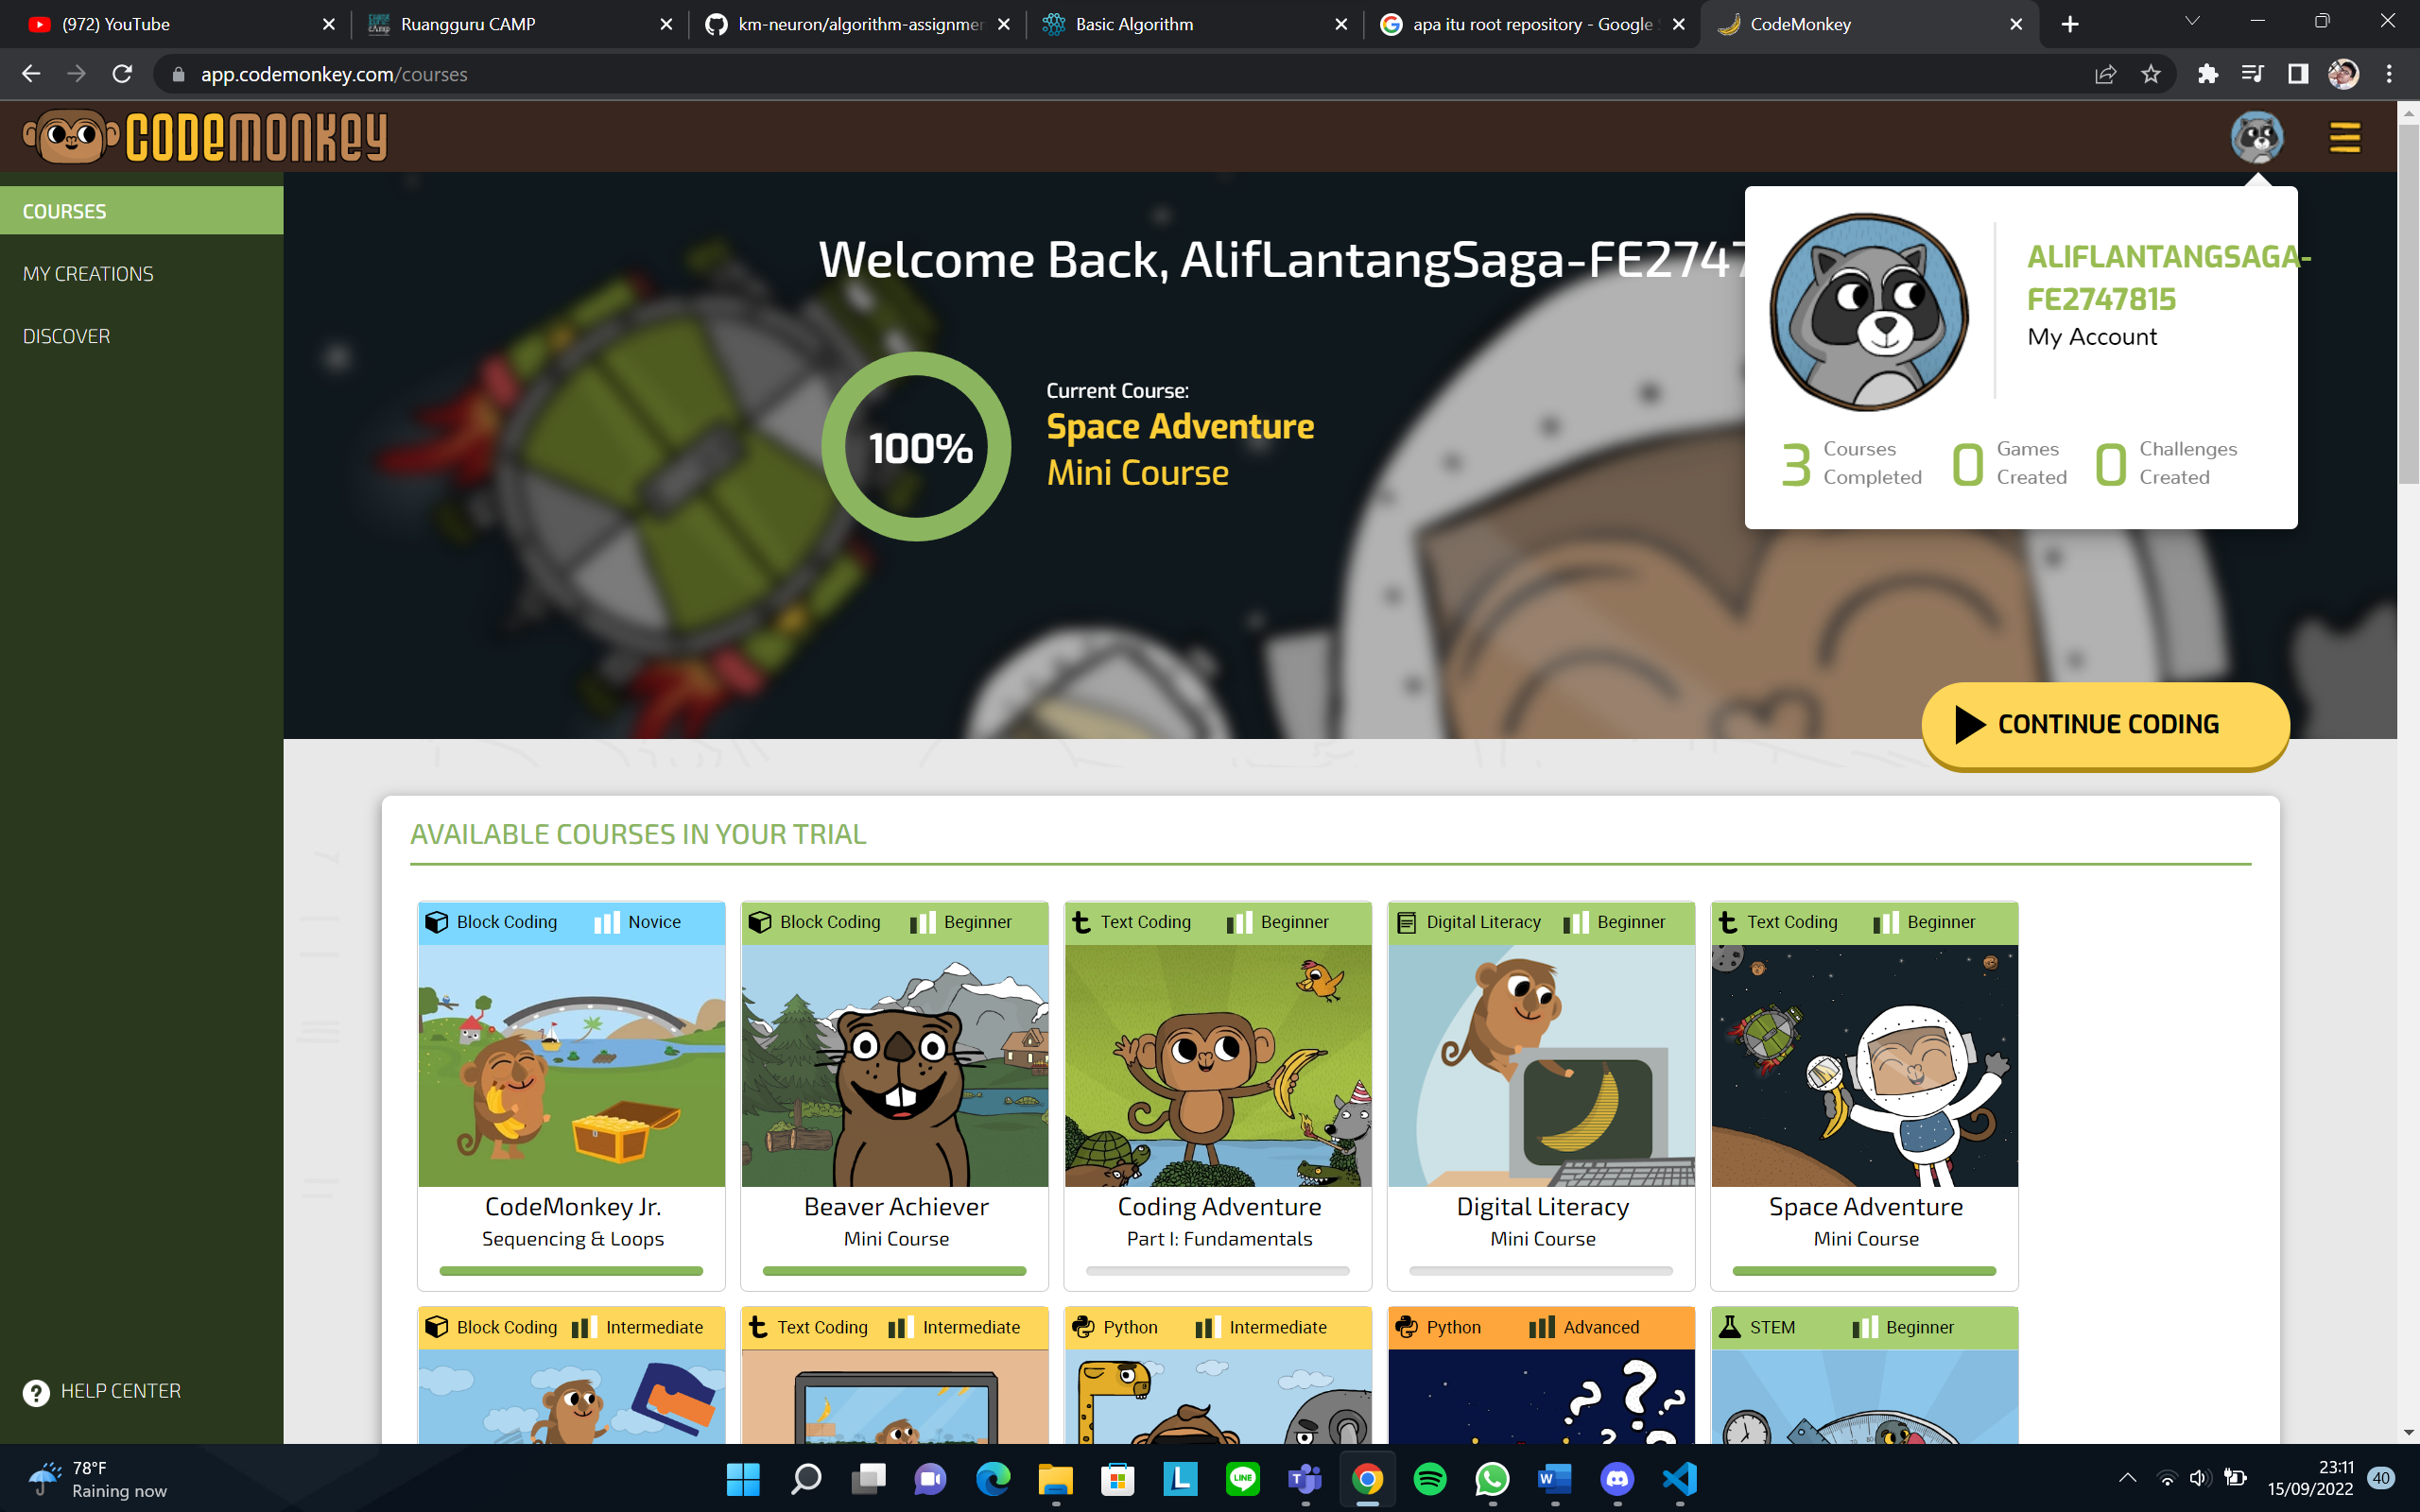 (972) YouTube
Ruangguru CAMP
km-neuron/algorithm-assignmen
Basic Algorithm
apa itu root repository - Google S
CodeMonkey
app.codemonkey.com/courses
CODEMONKEY
COURSES
MY CREATIONS
DISCOVER
HELP CENTER
Welcome Back, AlifLantangSaga-FE2747
100%
Current Course:
Space Adventure
Mini Course
ALIFLANTANGSAGA-
FE2747815
My Account
3 Courses Completed
0 Games Created
0 Challenges Created
CONTINUE CODING
AVAILABLE COURSES IN YOUR TRIAL
Block Coding Novice
CodeMonkey Jr.
Sequencing & Loops
Block Coding Beginner
Beaver Achiever
Mini Course
Text Coding Beginner
Coding Adventure
Part I: Fundamentals
Digital Literacy Beginner
Digital Literacy
Mini Course
Text Coding Beginner
Space Adventure
Mini Course
Block Coding Intermediate
Text Coding Intermediate
Python Intermediate
Python Advanced
? ? ? ? ?
STEM Beginner
78°F
Raining now
L
LINE
T
W
23:11
15/09/2022
40